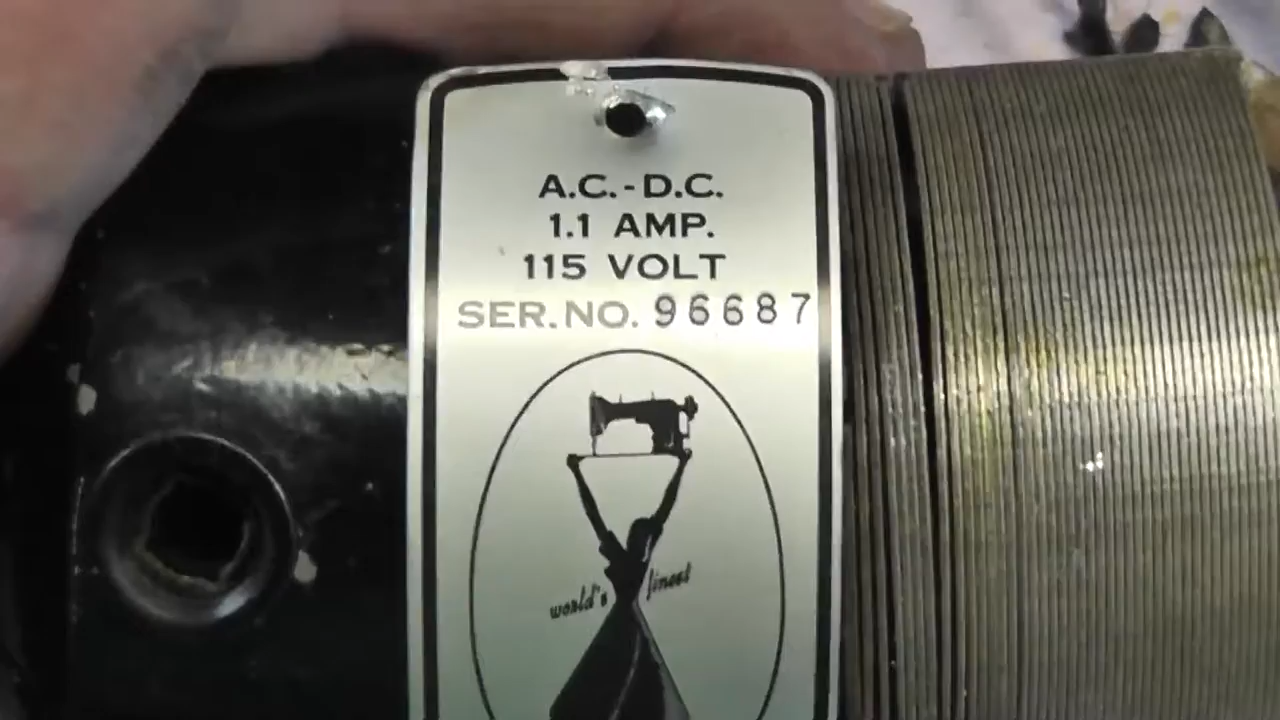 A.C.-D.C.
1.1 AMP.
115 VOLT
SER. NO. 96687
world's finest